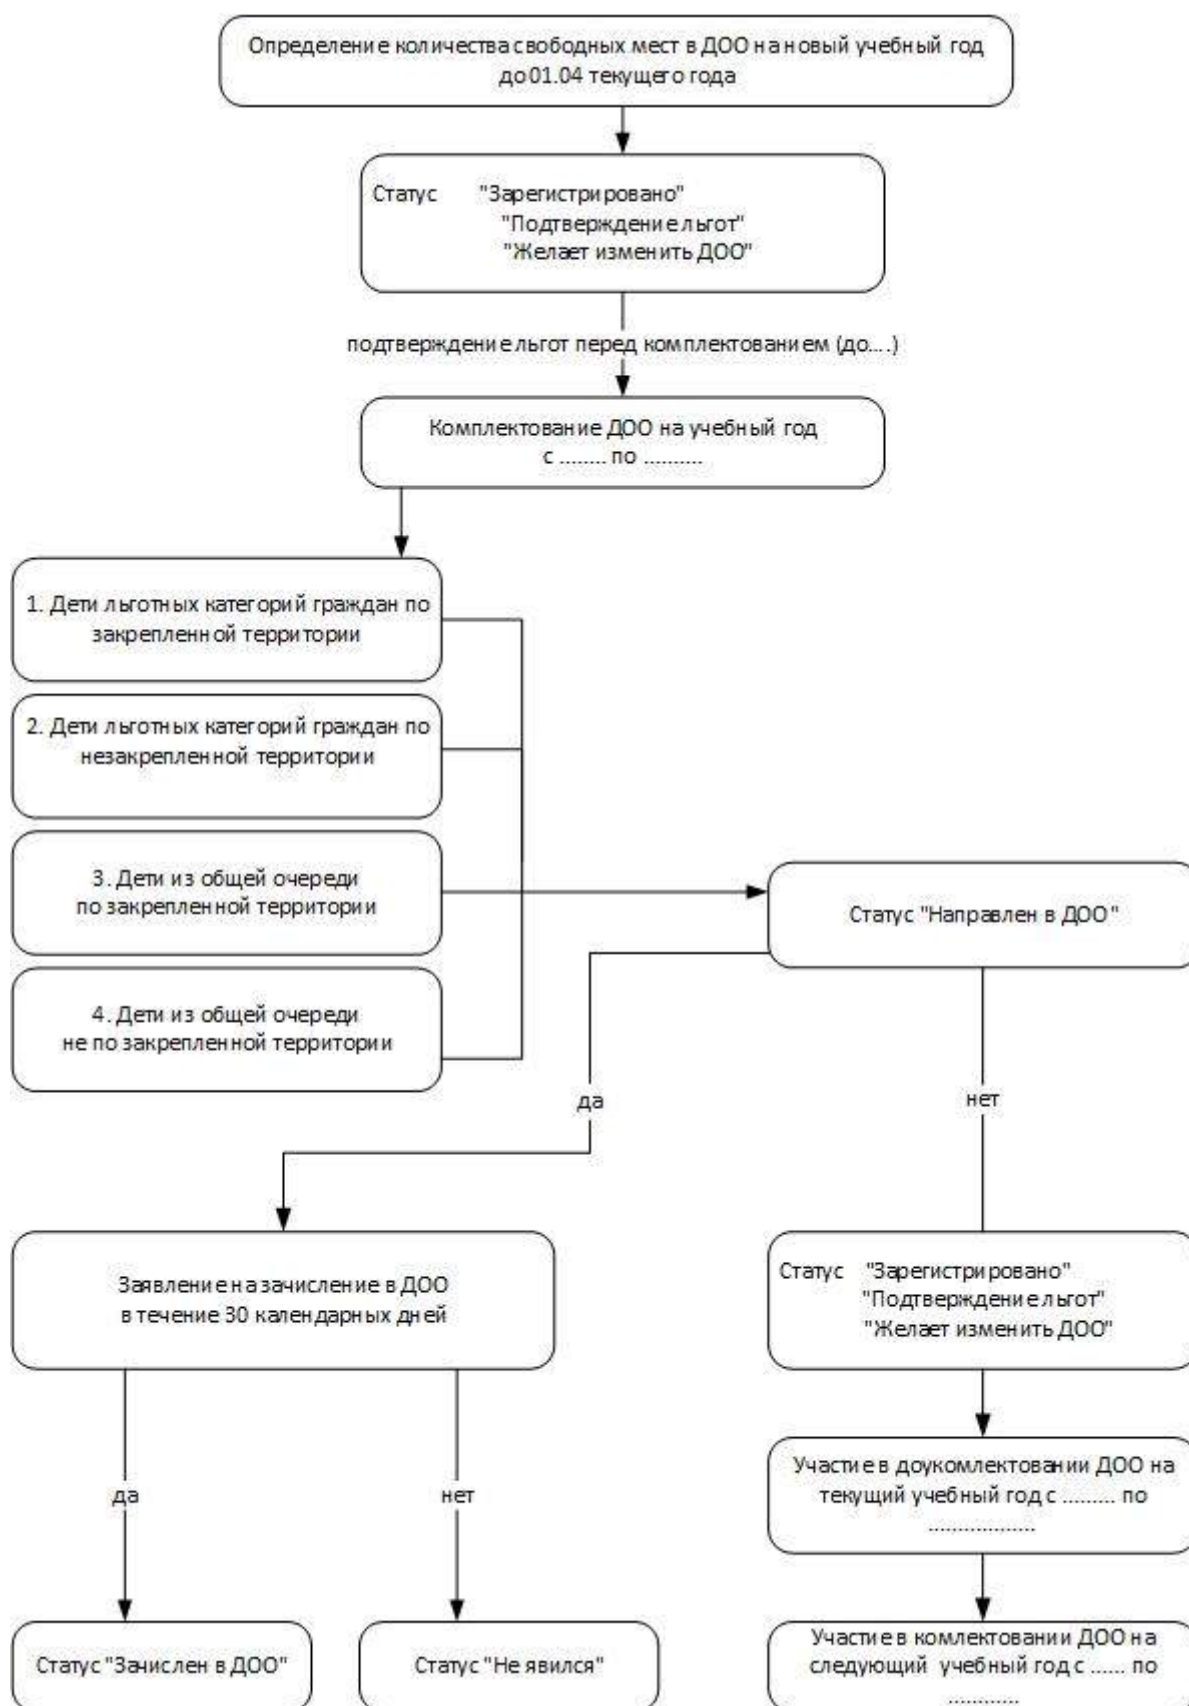 Определение количества свободных мест в ДОО на новый учебный год
до 01.04 текущего года
Статус "Зарегистрировано"
"Подтверждение льгот"
"Желает изменить ДОО"
подтверждение льгот перед комплектованием (до....)
Комплектование ДОО на учебный год
с ........ по ..........
1. Дети льготных категорий граждан по
закрепленной территории
2. Дети льготных категорий граждан по
незакрепленной территории
3. Дети из общей очереди
по закрепленной территории
4. Дети из общей очереди
не по закрепленной территории
Статус "Направлен в ДОО"
да
нет
Заявление на зачисление в ДОО
в течение 30 календарных дней
Статус "Зарегистрировано"
"Подтверждение льгот"
"Желает изменить ДОО"
да
нет
Участие в доукомлектовании ДОО на
текущий учебный год с ......... по
..................
Статус "Зачислен в ДОО"
Статус "Не явился"
Участие в комлектовании ДОО на
следующий учебный год с ...... по
............